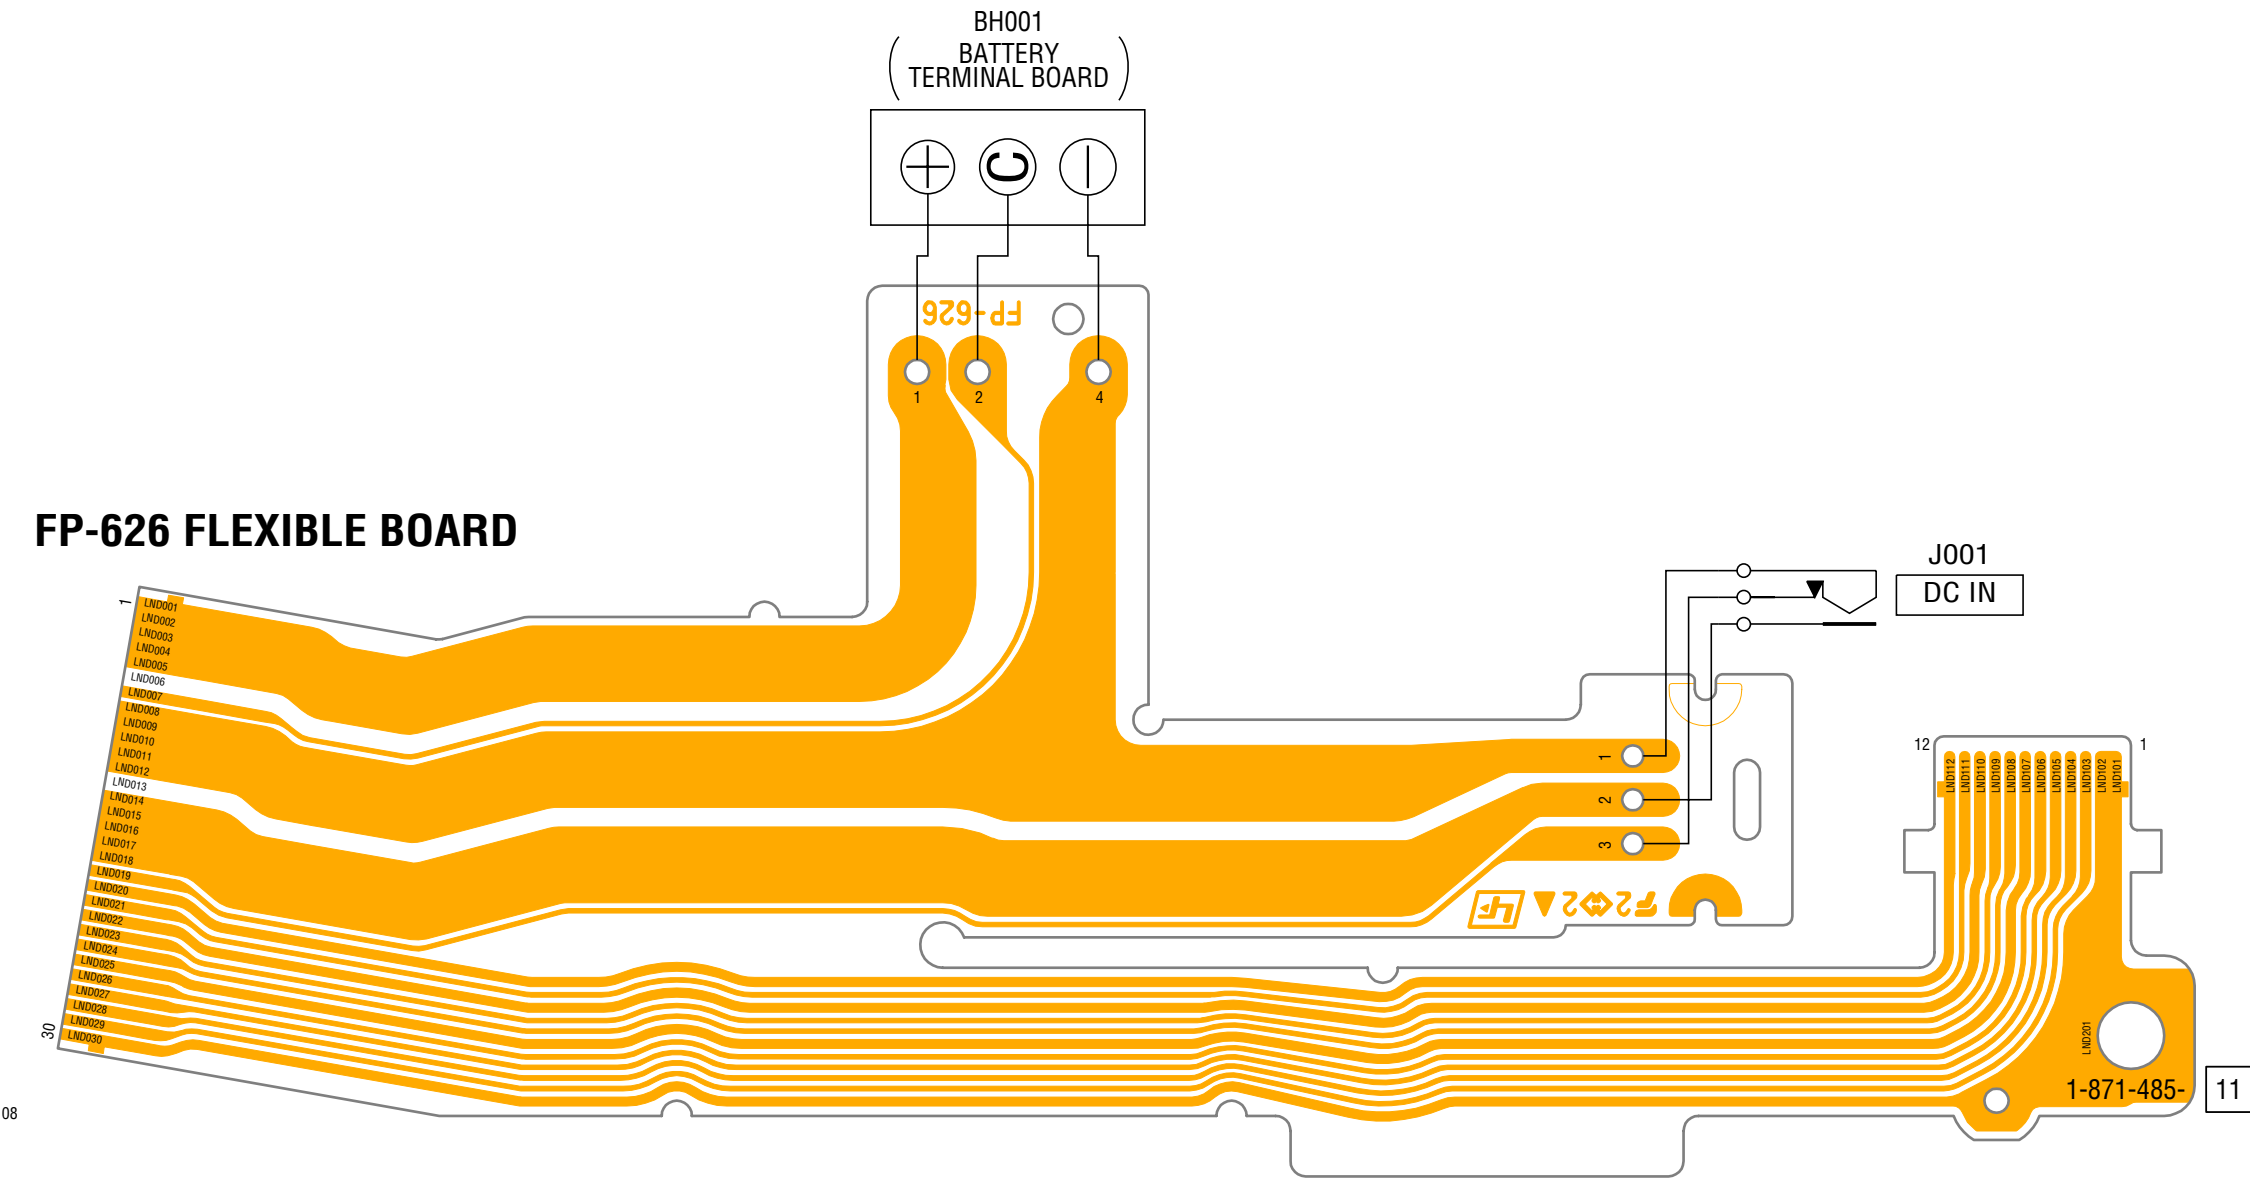 BH001
BATTERY
TERMINAL BOARD
C
FP-626
1
2
4
FP-626 FLEXIBLE BOARD
J001
DC IN
1
LND001
LND002
LND003
LND004
LND005
LND006
LND007
LND008
LND009
LND010
LND011
LND012
LND013
LND014
LND015
LND016
LND017
LND018
LND019
LND020
LND021
LND022
LND023
LND024
LND025
LND026
LND027
LND028
LND029
LND030
30
1
2
3
12
1
LND112
LND111
LND110
LND109
LND108
LND107
LND106
LND105
LND104
LND103
LND102
LND101
LND201
1-871-485-
11
08